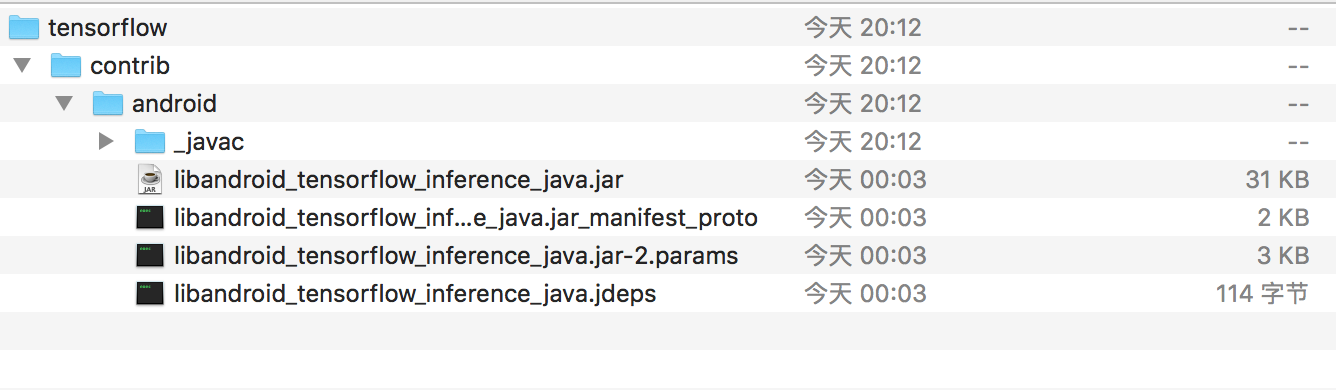 tensorflow 今天 20:12 --
contrib 今天 20:12 --
android 今天 20:12 --
_javac 今天 20:12 --
libandroid_tensorflow_inference_java.jar 今天 00:03 31 KB
libandroid_tensorflow_inf...e_java.jar_manifest_proto 今天 00:03 2 KB
libandroid_tensorflow_inference_java.jar-2.params 今天 00:03 3 KB
libandroid_tensorflow_inference_java.jdeps 今天 00:03 114 字节